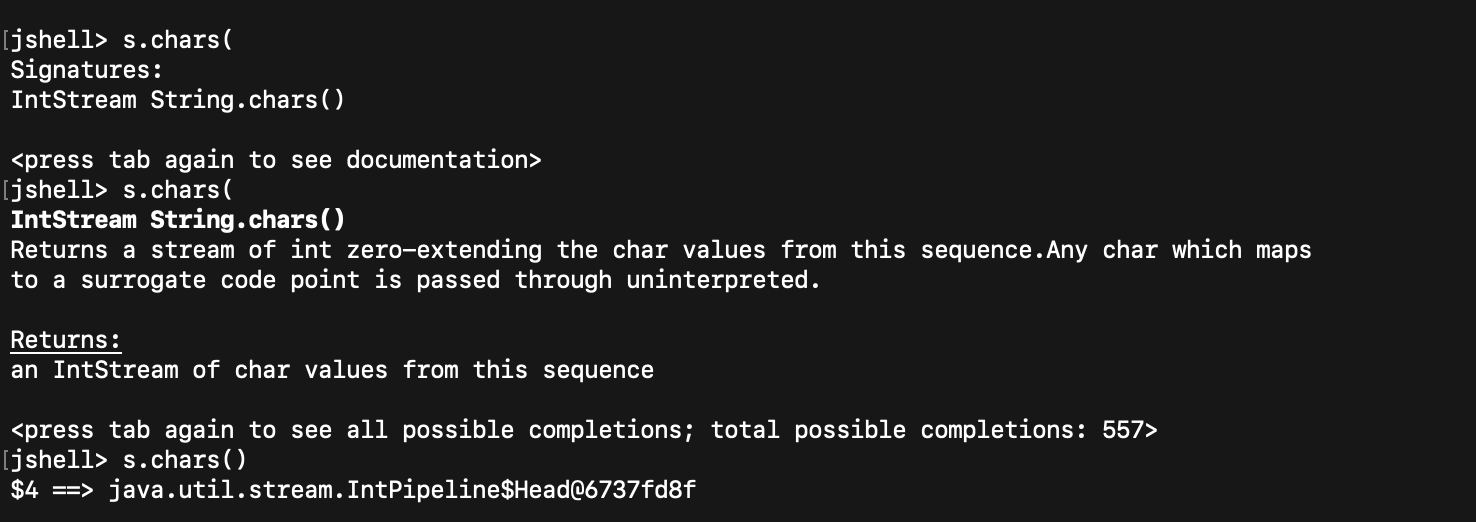 [jshell> s.chars(
Signatures:
IntStream String.chars()
<press tab again to see documentation>
[jshell> s.chars(
IntStream String.chars()
Returns a stream of int zero-extending the char values from this sequence.Any char which maps
to a surrogate code point is passed through uninterpreted.
Returns:
an IntStream of char values from this sequence
<press tab again to see all possible completions; total possible completions: 557>
[jshell> s.chars()
$4 ==> java.util.stream.IntPipeline$Head@6737fd8f